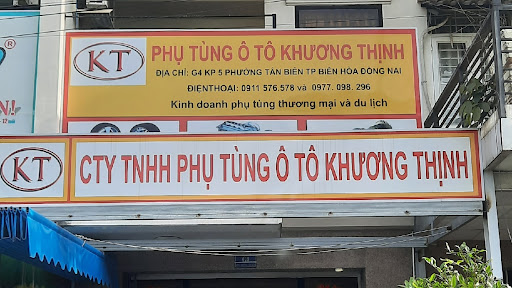 KT
PHỤ TÙNG Ô TÔ KHƯƠNG THỊNH
ĐỊA CHỈ: G4 KP 5 PHƯỜNG TÂN BIÊN TP BIÊN HÒA ĐỒNG NAI
ĐIỆNTHOẠI: 0911 576.578 và 0977. 098. 296
Kinh doanh phụ tùng thương mại và du lịch
KT
CTY TNHH PHỤ TÙNG Ô TÔ KHƯƠNG THỊNH